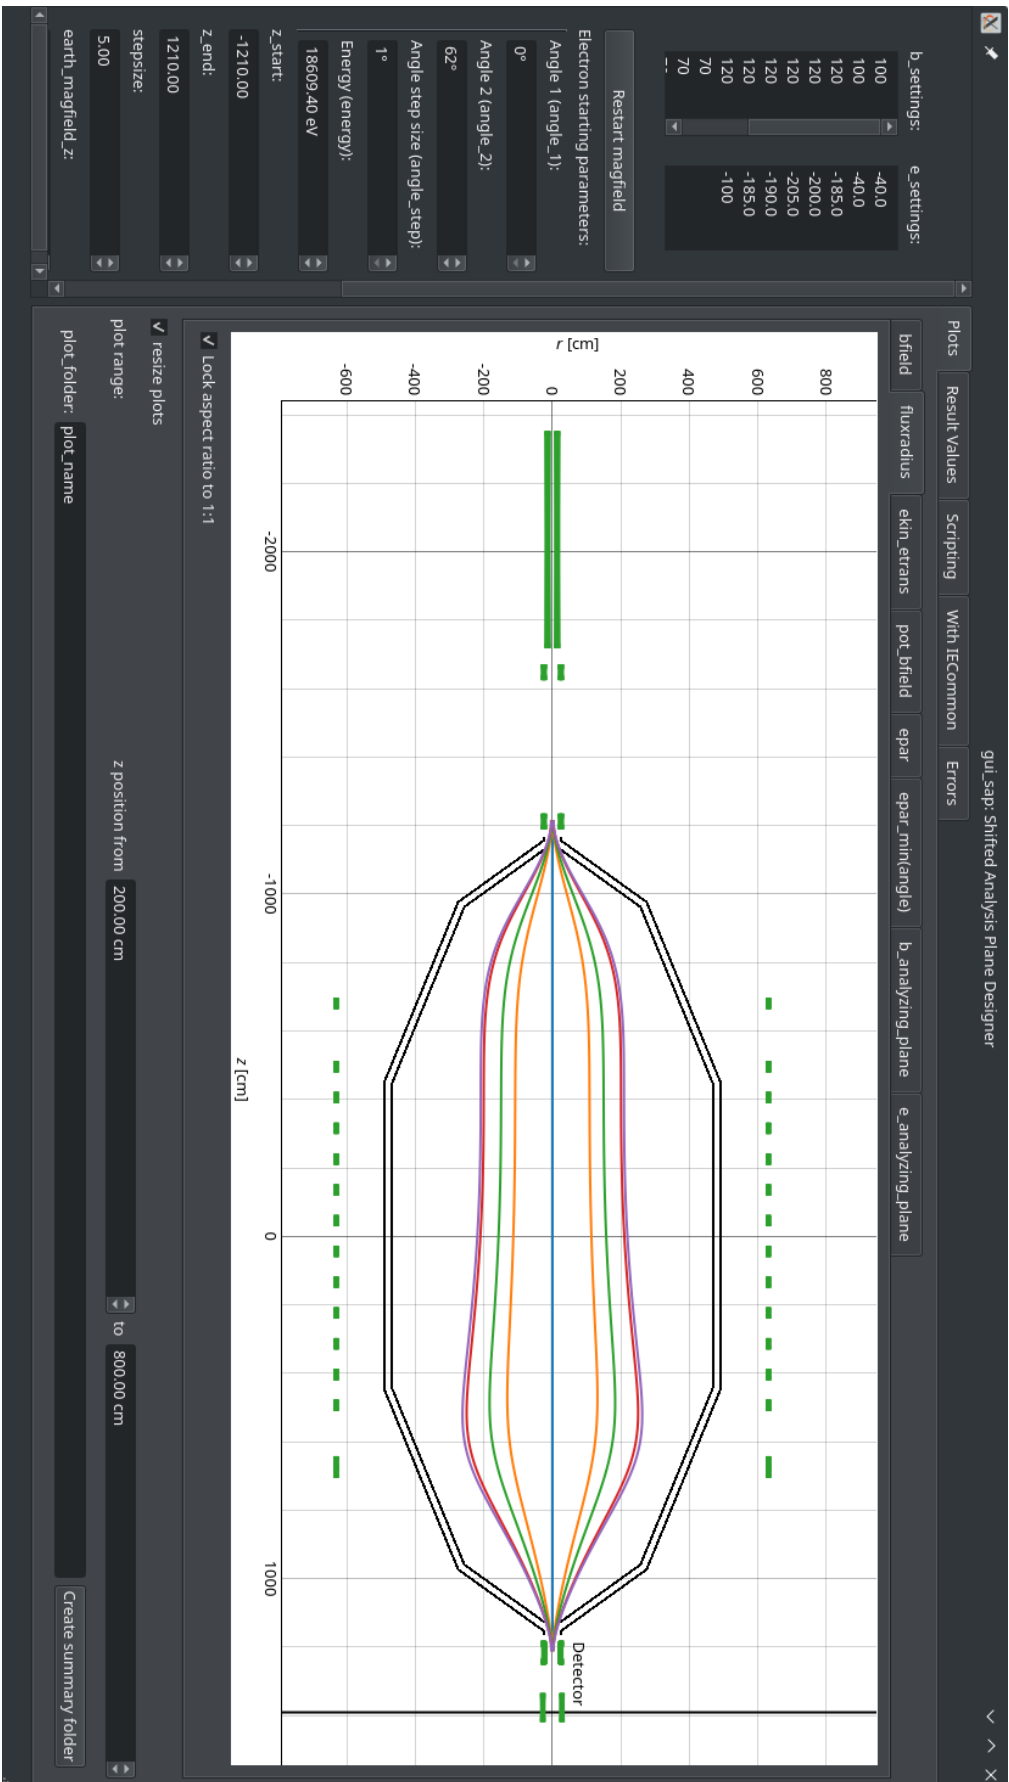 gui_sap: Shifted Analysis Plane Designer
b_settings:
100
100
120
120
120
120
120
120
70
70
e_settings:
-40.0
-40.0
-185.0
-200.0
-205.0
-190.0
-185.0
-100
Restart magfield
Electron starting parameters:
Angle 1 (angle_1):
0°
Angle 2 (angle_2):
62°
Angle step size (angle_step):
1°
Energy (energy):
18609.40 eV
z_start:
-1210.00
z_end:
1210.00
stepsize:
5.00
earth_magfield_z:
Plots
Result Values
Scripting
With IECommon
Errors
bfield
fluxradius
ekin_etrans
pot_bfield
epar
epar_min(angle)
b_analyzing_plane
e_analyzing_plane
r [cm]
800
600
400
200
0
-200
-400
-600
Detector
-2000
-1000
0
1000
z [cm]
Lock aspect ratio to 1:1
resize plots
plot range:
z position from
200.00 cm
to
800.00 cm
plot_folder:
plot_name
Create summary folder